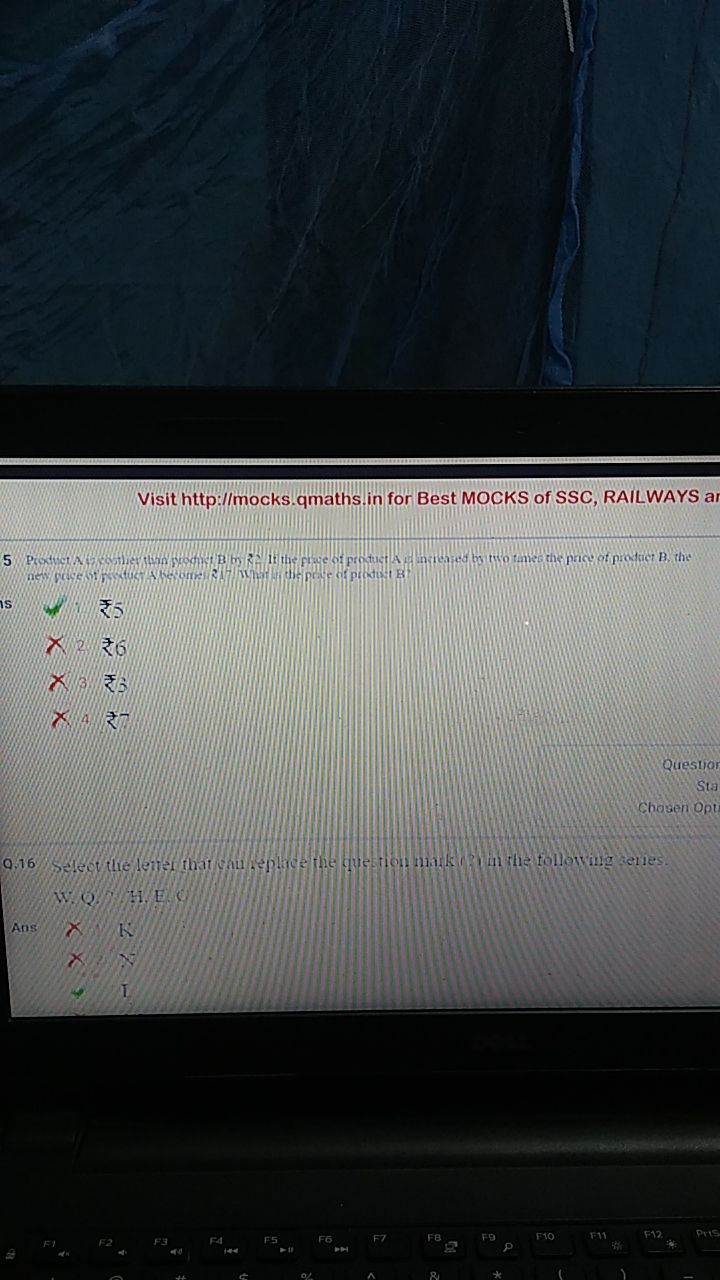 Visit http://mocks.qmaths.in for Best MOCKS of SSC, RAILWAYS ar
5 Product A is costlier than product B by ₹2. If the price of product A is increased by two times the price of product B, the
new price of product A becomes ₹17. What is the price of product B?
ns 1. ₹5
2. ₹6
3. ₹3
4. ₹7
Question
Sta
Chosen Opti
Q.16 Select the letter that can replace the question mark (?) in the following series.
W, Q, ?, H, E, C
Ans 1. K
2. N
DELL
F1 F2 F3 F4 F5 F6 F7 F8 F9 F10 F11 F12 PrtS
# $ % ^ & * ( ) _